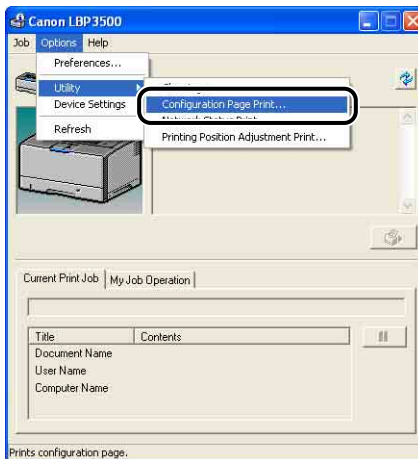 Canon LBP3500
Job Options Help
Preferences...
Utility
Device Settings
Configuration Page Print...
Refresh
Printing Position Adjustment Print...
Current Print Job My Job Operation
Title Contents
Document Name
User Name
Computer Name
Prints configuration page.